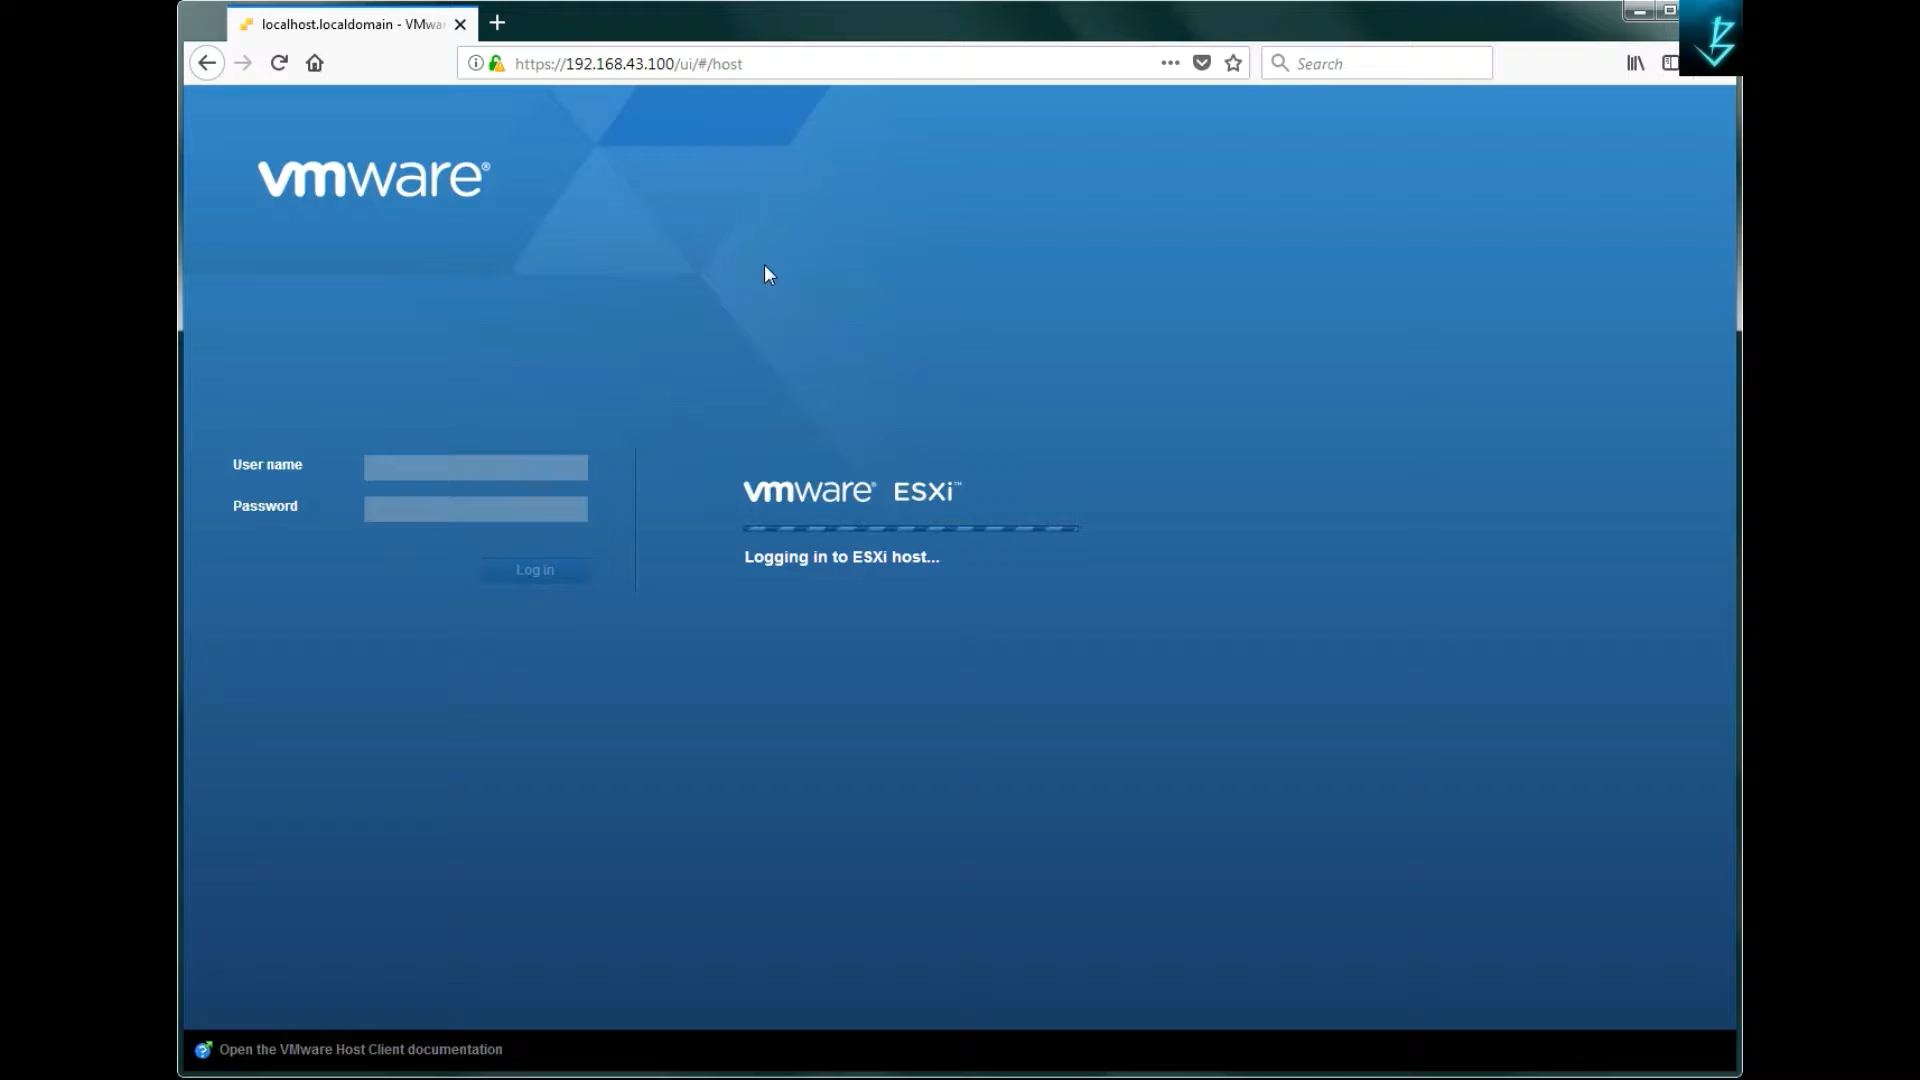 localhost.localdomain - VMwa
https://192.168.43.100/ui/#/host
Search
vmware®
User name
Password
Log in
vmware® ESXi™
Logging in to ESXi host...
Open the VMware Host Client documentation